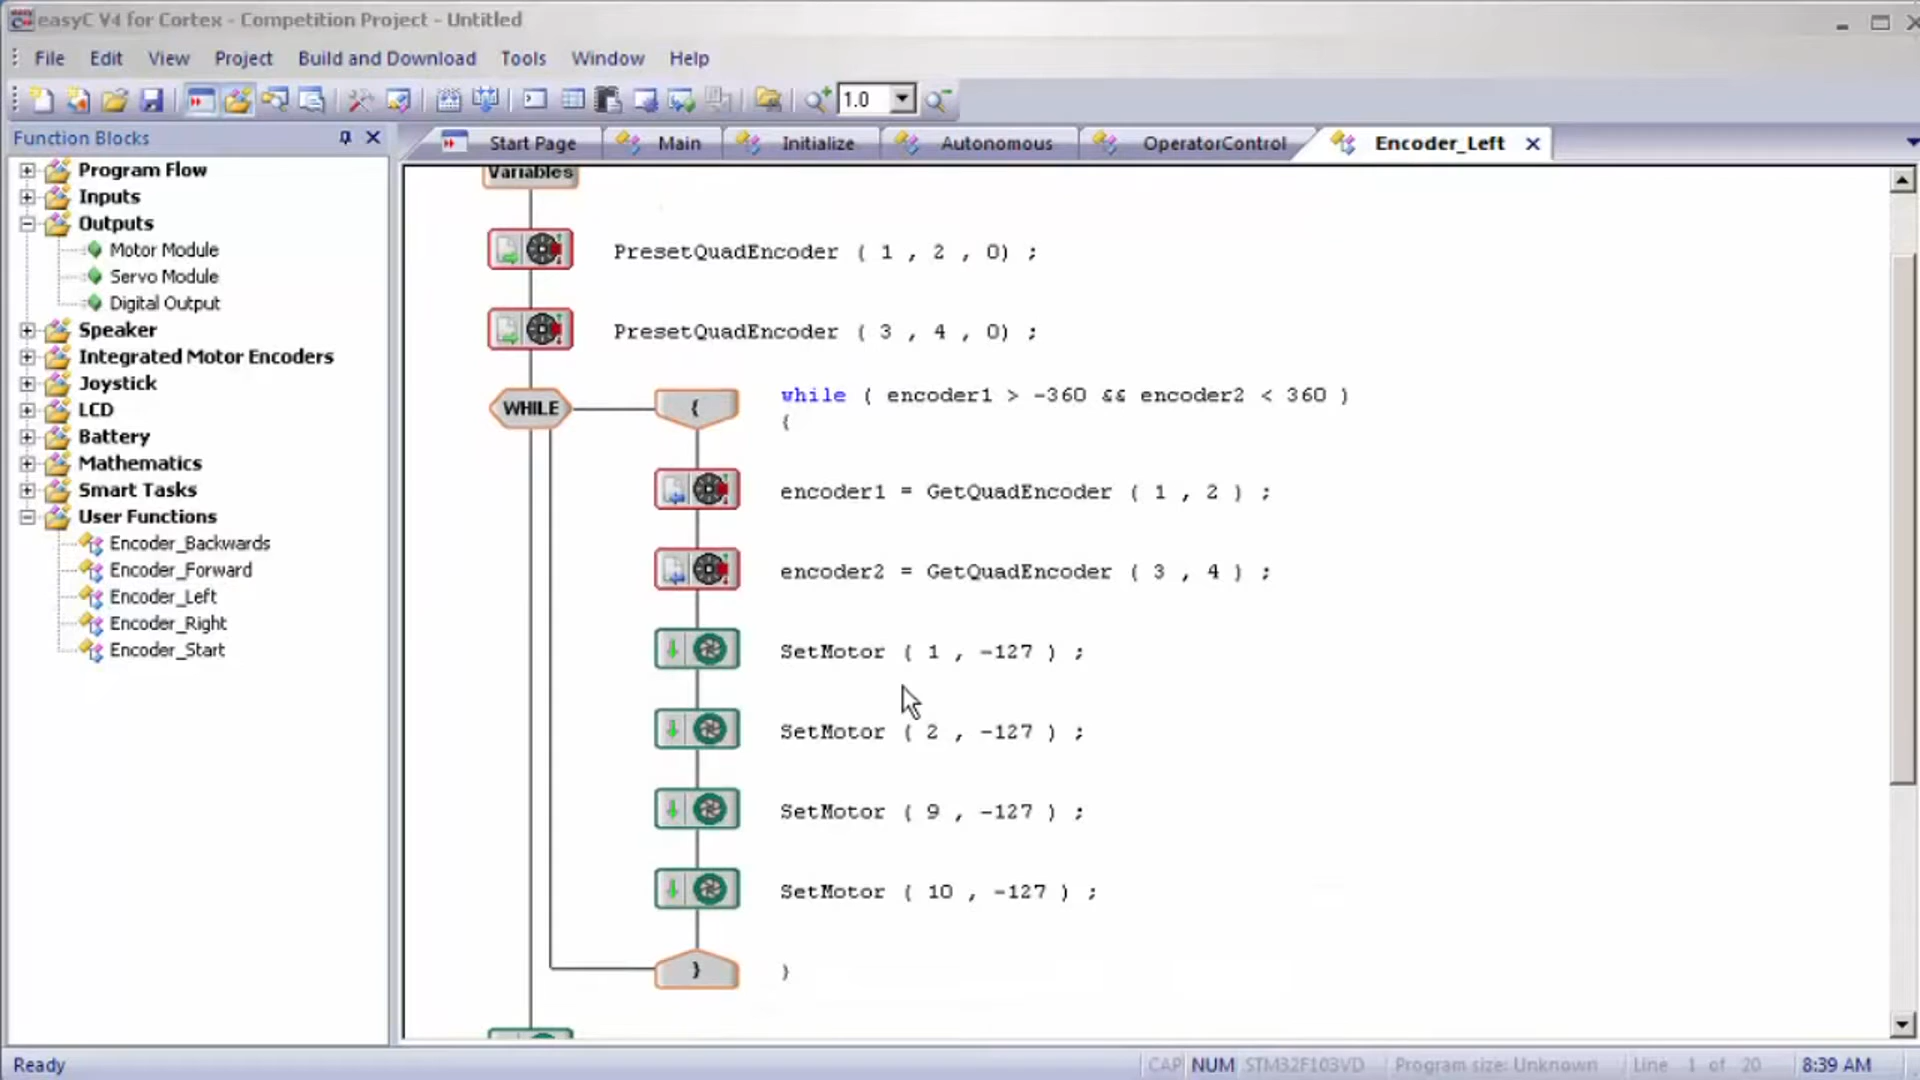 easyC V4 for Cortex - Competition Project - Untitled
File Edit View Project Build and Download Tools Window Help
1.0
Function Blocks
Start Page Main Initialize Autonomous OperatorControl Encoder_Left
Program Flow
Inputs
Outputs
Motor Module
Servo Module
Digital Output
Speaker
Integrated Motor Encoders
Joystick
LCD
Battery
Mathematics
Smart Tasks
User Functions
Encoder_Backwards
Encoder_Forward
Encoder_Left
Encoder_Right
Encoder_Start
Variables
PresetQuadEncoder ( 1 , 2 , 0) ;
PresetQuadEncoder ( 3 , 4 , 0) ;
WHILE { while ( encoder1 > -360 && encoder2 < 360 )
{
encoder1 = GetQuadEncoder ( 1 , 2 ) ;
encoder2 = GetQuadEncoder ( 3 , 4 ) ;
SetMotor ( 1 , -127 ) ;
SetMotor ( 2 , -127 ) ;
SetMotor ( 9 , -127 ) ;
SetMotor ( 10 , -127 ) ;
} }
Ready CAP NUM STM32F103VD Program size: Unknown Line 1 of 20 8:39 AM